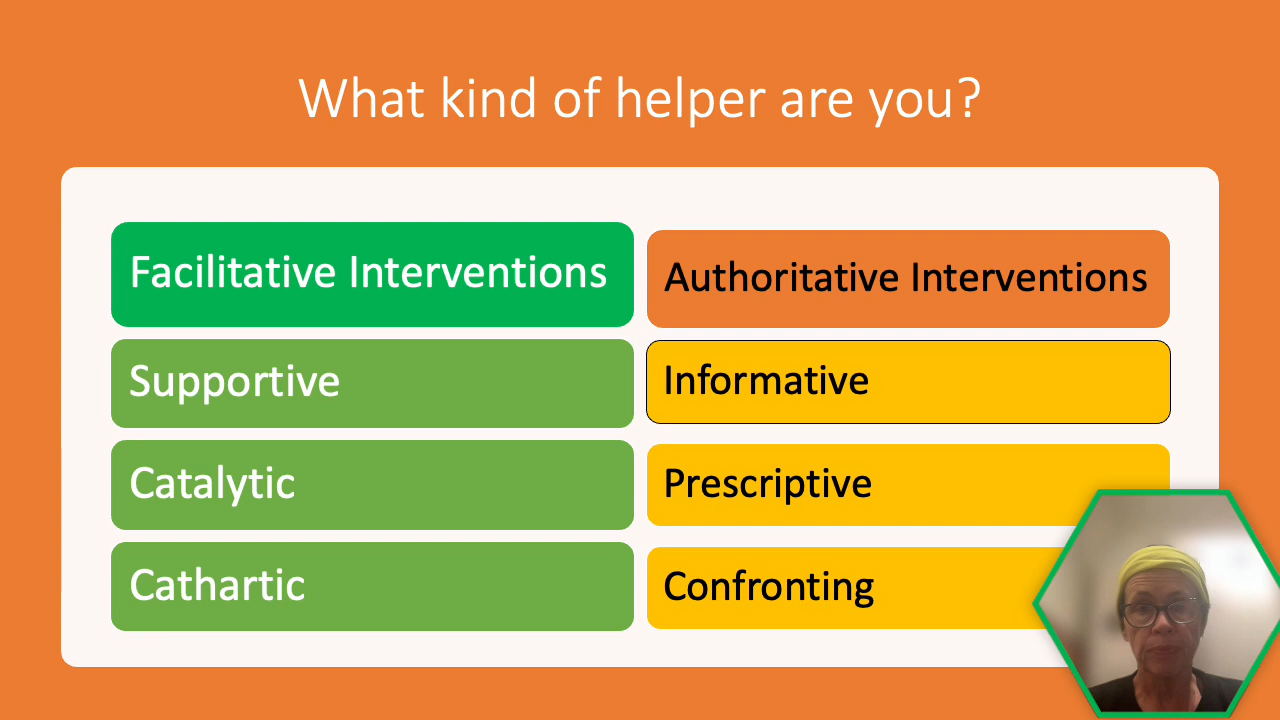 What kind of helper are you?
Facilitative Interventions
Supportive
Catalytic
Cathartic
Authoritative Interventions
Informative
Prescriptive
Confronting